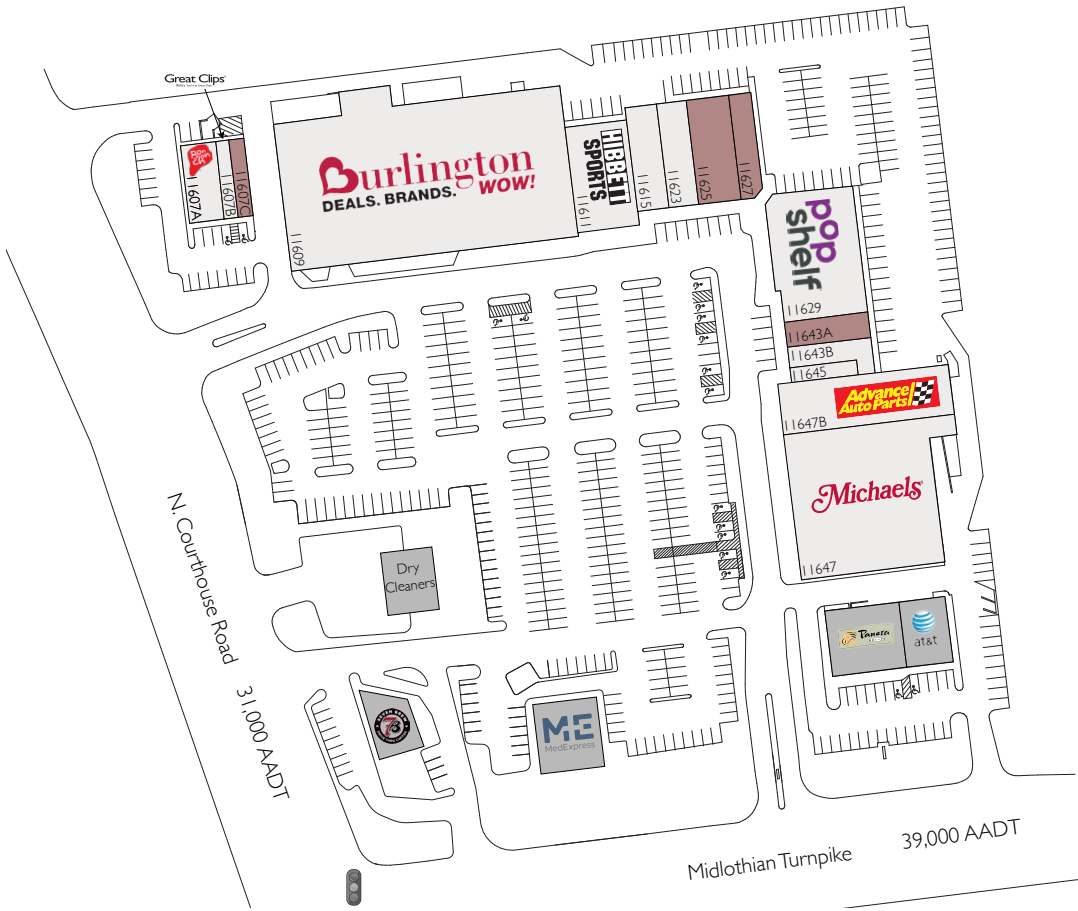 Great Clips
BonChon
11607A
11607B
11607C
Burlington
DEALS. BRANDS. WOW!
11609
HIBBETT
SPORTS
11611
11615
11623
11625
11627
pop
shelf
11629
11643A
11643B
11645
Advance
Auto Parts
11647B
Michaels
11647
Dry
Cleaners
Panera
at&t
7B
ME
MedExpress
N. Courthouse Road 31,000 AADT
Midlothian Turnpike 39,000 AADT